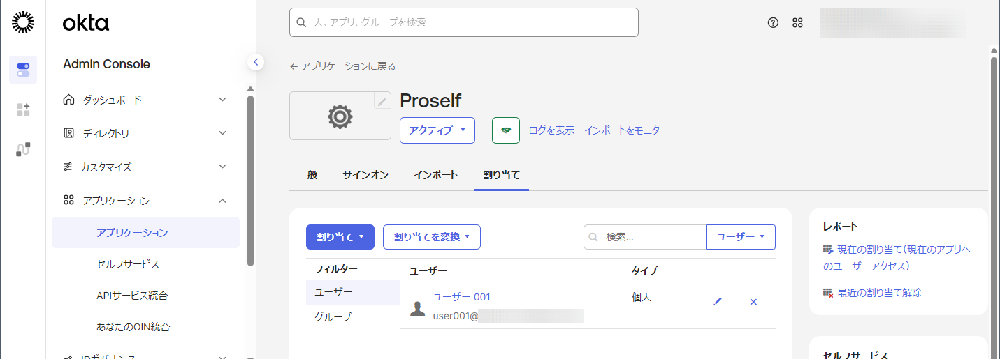 okta
人、アプリ、グループを検索
Admin Console
ダッシュボード
ディレクトリ
カスタマイズ
アプリケーション
アプリケーション
セルフサービス
APIサービス統合
あなたのOIN統合
IDガバナンス
← アプリケーションに戻る
Proself
アクティブ
ログを表示 インポートをモニター
一般 サインオン インポート 割り当て
割り当て 割り当てを変換 検索... ユーザー
フィルター
ユーザー
グループ
ユーザー タイプ
ユーザー 001 個人
user001@
レポート
現在の割り当て（現在のアプリへ
のユーザーアクセス）
最近の割り当て解除
セルフサービス